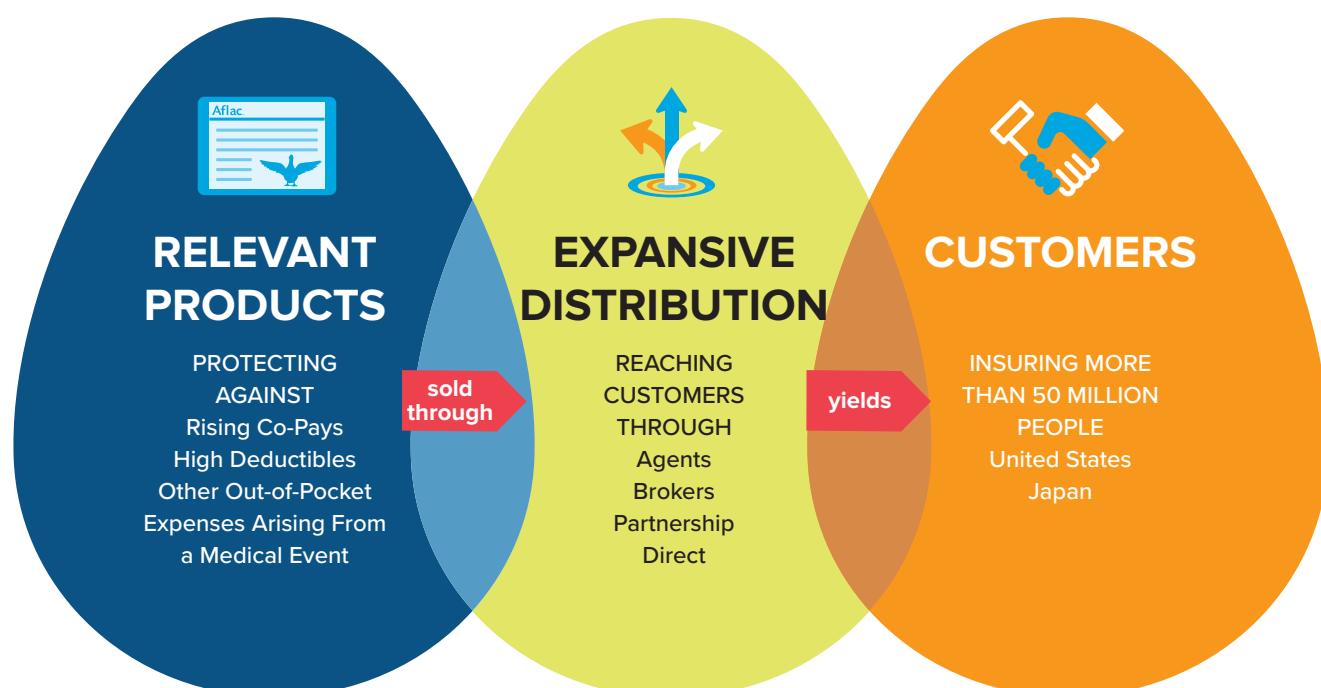 Aflac
RELEVANT
PRODUCTS
PROTECTING
AGAINST
Rising Co-Pays
High Deductibles
Other Out-of-Pocket
Expenses Arising From
a Medical Event
sold
through
EXPANSIVE
DISTRIBUTION
REACHING
CUSTOMERS
THROUGH
Agents
Brokers
Partnership
Direct
yields
CUSTOMERS
INSURING MORE
THAN 50 MILLION
PEOPLE
United States
Japan